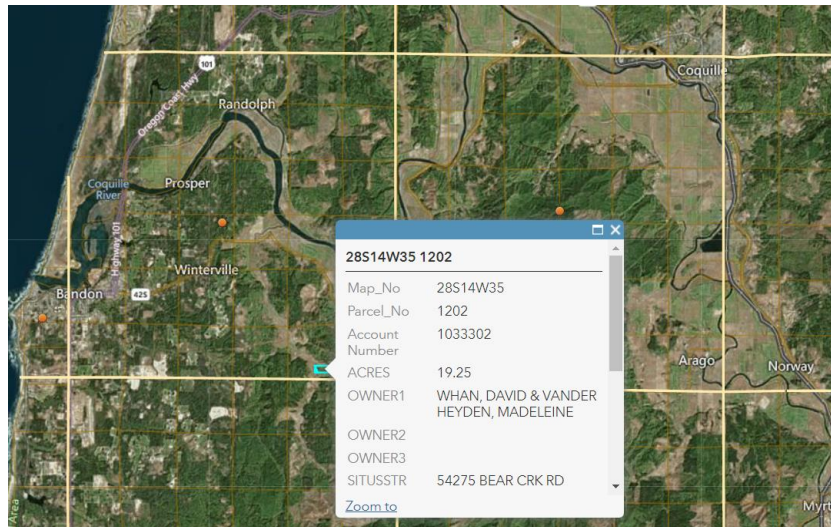 101
Oregon Coast Hwy
Coquille
Randolph
Coquille
River
Prosper
Highway 101
Winterville
Bandon
42S
28S14W35 1202
Map_No 28S14W35
Parcel_No 1202
Account
Number 1033302
ACRES 19.25
OWNER1 WHAN, DAVID & VANDER
HEYDEN, MADELEINE
OWNER2
OWNER3
SITUSSTR 54275 BEAR CRK RD
Zoom to
Arago
Norway
Area
Myrt